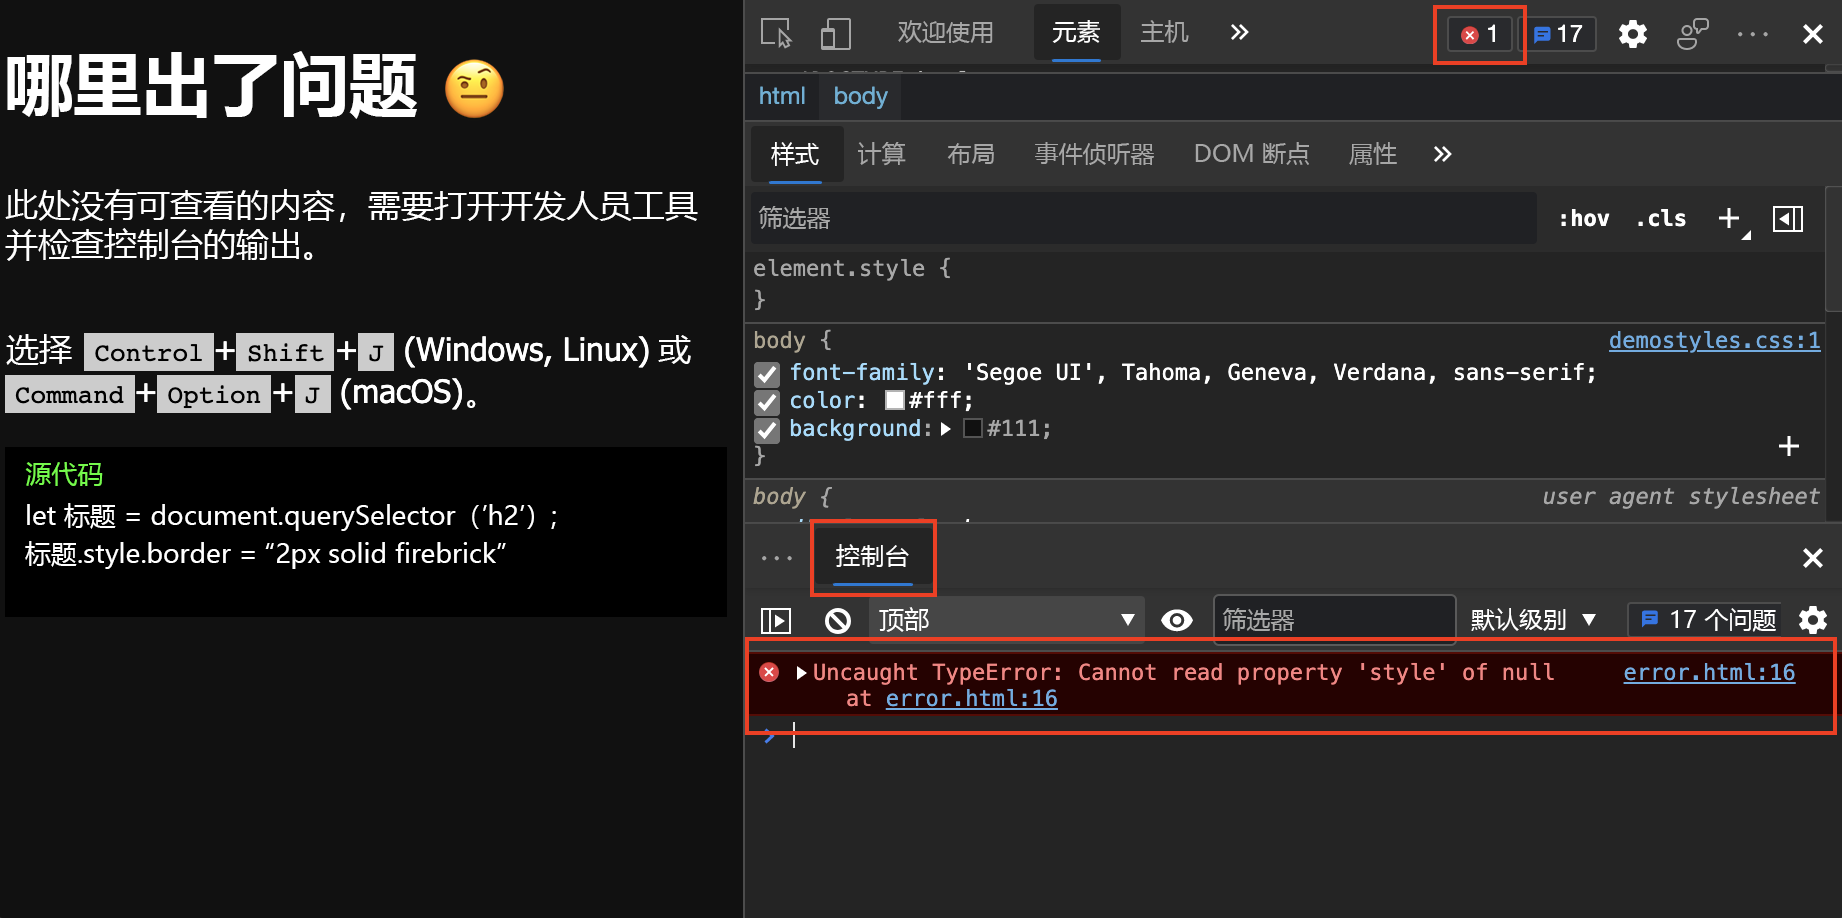 哪里出了问题 🤨
此处没有可查看的内容，需要打开开发人员工具
并检查控制台的输出。
选择 Control+Shift+J (Windows, Linux) 或
Command+Option+J (macOS)。
源代码
let 标题 = document.querySelector（’h2’）;
标题.style.border = “2px solid firebrick”
欢迎使用 元素 主机 1 17
html body
样式 计算 布局 事件侦听器 DOM 断点 属性
筛选器 :hov .cls
element.style {
}
body { demostyles.css:1
font-family: 'Segoe UI', Tahoma, Geneva, Verdana, sans-serif;
color: #fff;
background: #111;
}
body { user agent stylesheet
控制台
顶部 筛选器 默认级别 17 个问题
Uncaught TypeError: Cannot read property 'style' of null error.html:16
at error.html:16